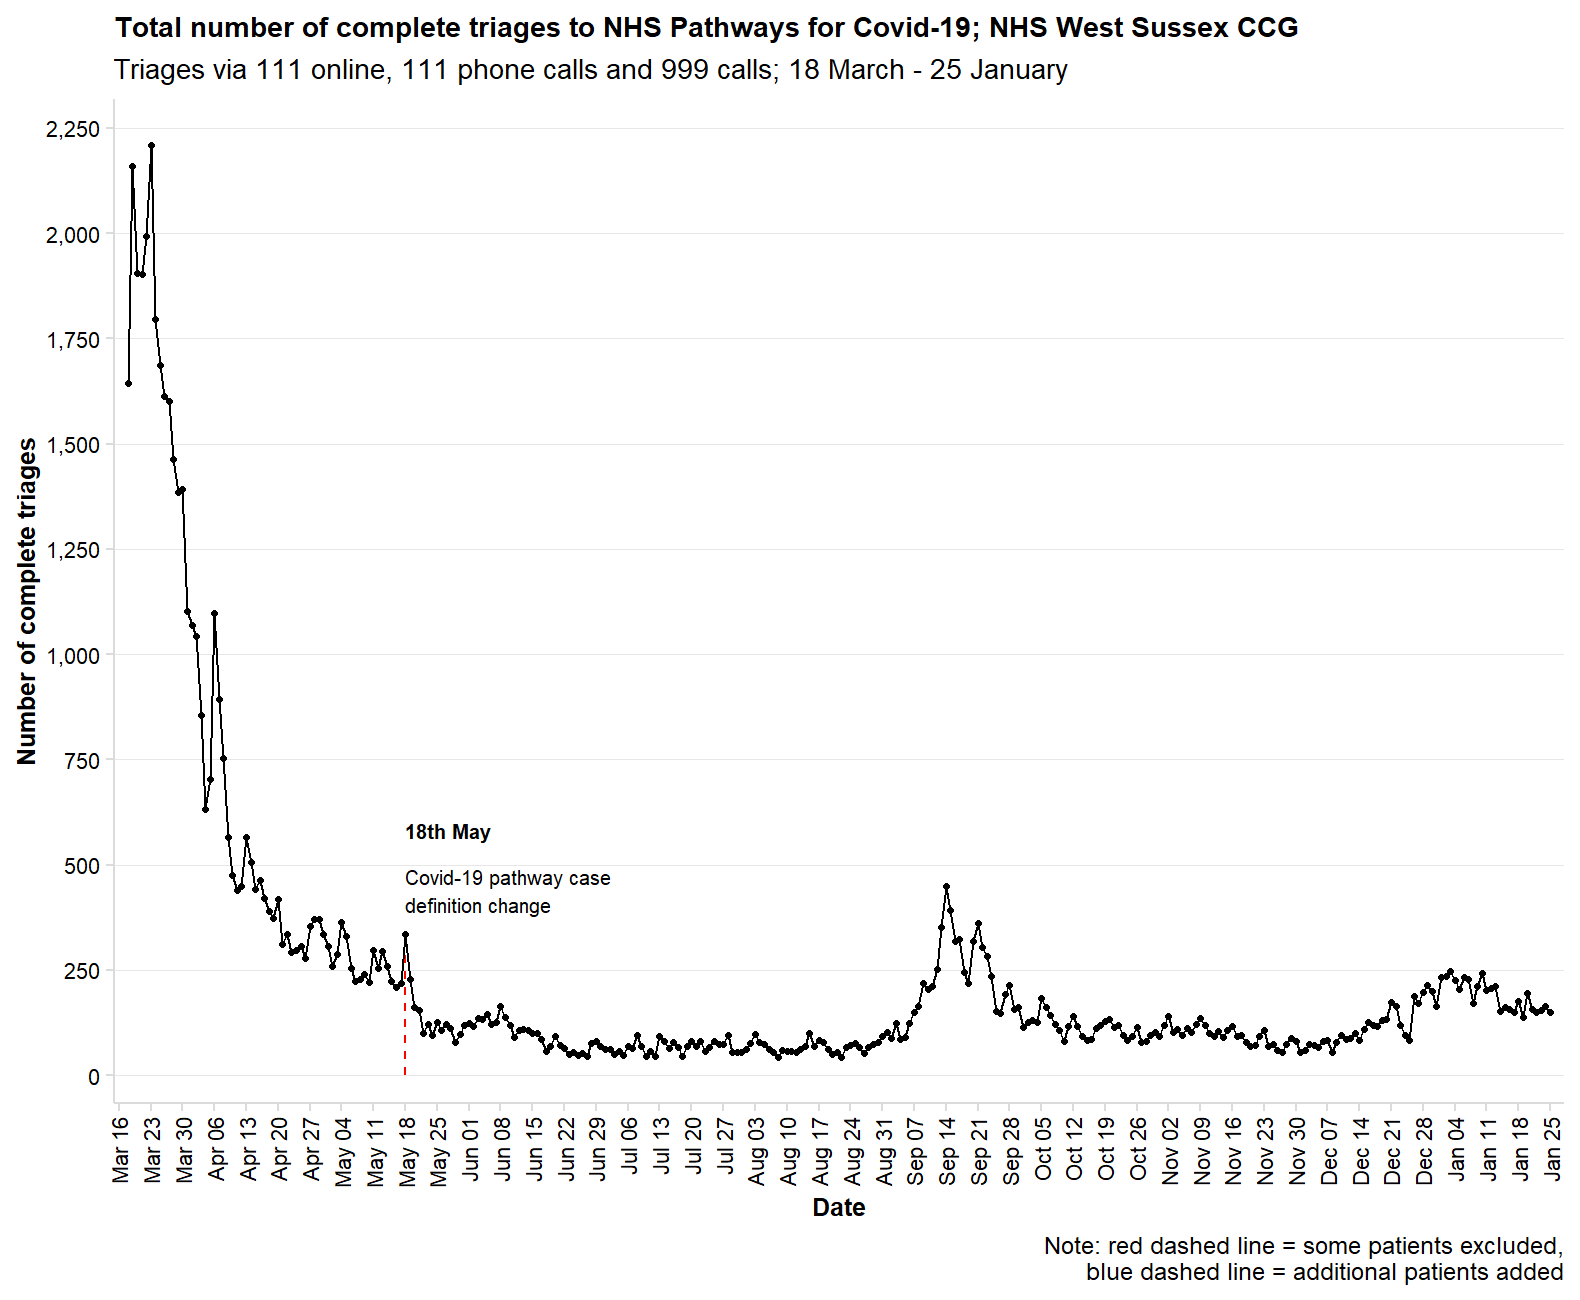 Total number of complete triages to NHS Pathways for Covid-19; NHS West Sussex CCG
Triages via 111 online, 111 phone calls and 999 calls; 18 March - 25 January
Number of complete triages
2,250
2,000
1,750
1,500
1,250
1,000
750
500
250
0
18th May
Covid-19 pathway case
definition change
Mar 16
Mar 23
Mar 30
Apr 06
Apr 13
Apr 20
Apr 27
May 04
May 11
May 18
May 25
Jun 01
Jun 08
Jun 15
Jun 22
Jun 29
Jul 06
Jul 13
Jul 20
Jul 27
Aug 03
Aug 10
Aug 17
Aug 24
Aug 31
Sep 07
Sep 14
Sep 21
Sep 28
Oct 05
Oct 12
Oct 19
Oct 26
Nov 02
Nov 09
Nov 16
Nov 23
Nov 30
Dec 07
Dec 14
Dec 21
Dec 28
Jan 04
Jan 11
Jan 18
Jan 25
Date
Note: red dashed line = some patients excluded,
blue dashed line = additional patients added